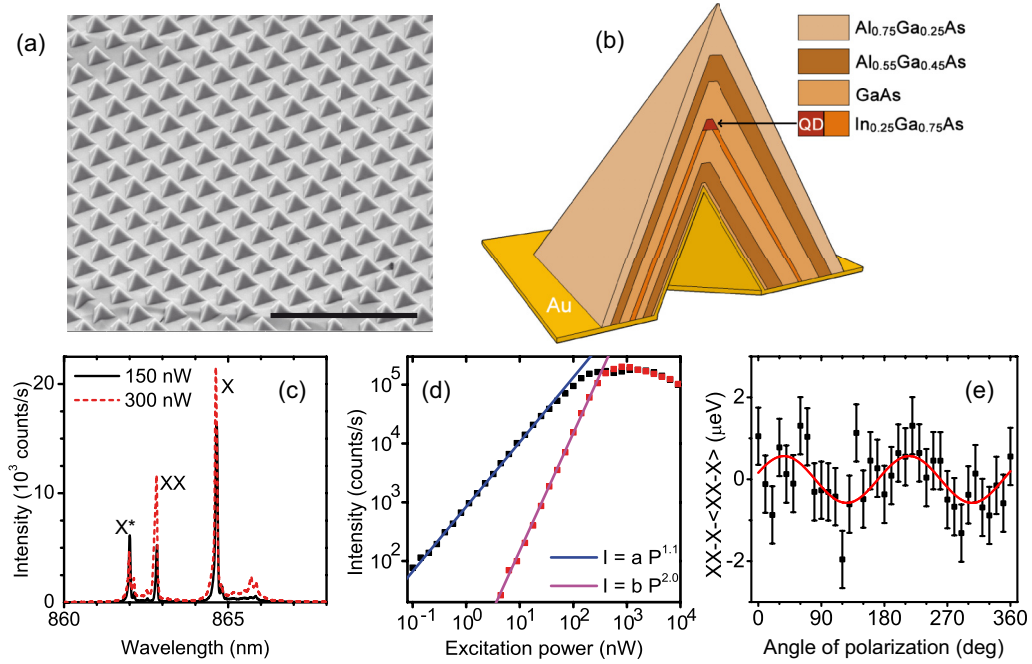 (a)
(b)
Al0.75Ga0.25As
Al0.55Ga0.45As
GaAs
QD
In0.25Ga0.75As
Au
(c)
150 nW
300 nW
X
XX
X*
20
10
0
Intensity (10³ counts/s)
860
865
Wavelength (nm)
(d)
10⁵
10⁴
10³
10²
Intensity (counts/s)
I = a P¹·¹
I = b P²·⁰
10⁻¹
10⁰
10¹
10²
10³
10⁴
Excitation power (nW)
(e)
2
0
-2
XX-X-<XX-X> (µeV)
0
90
180
270
360
Angle of polarization (deg)